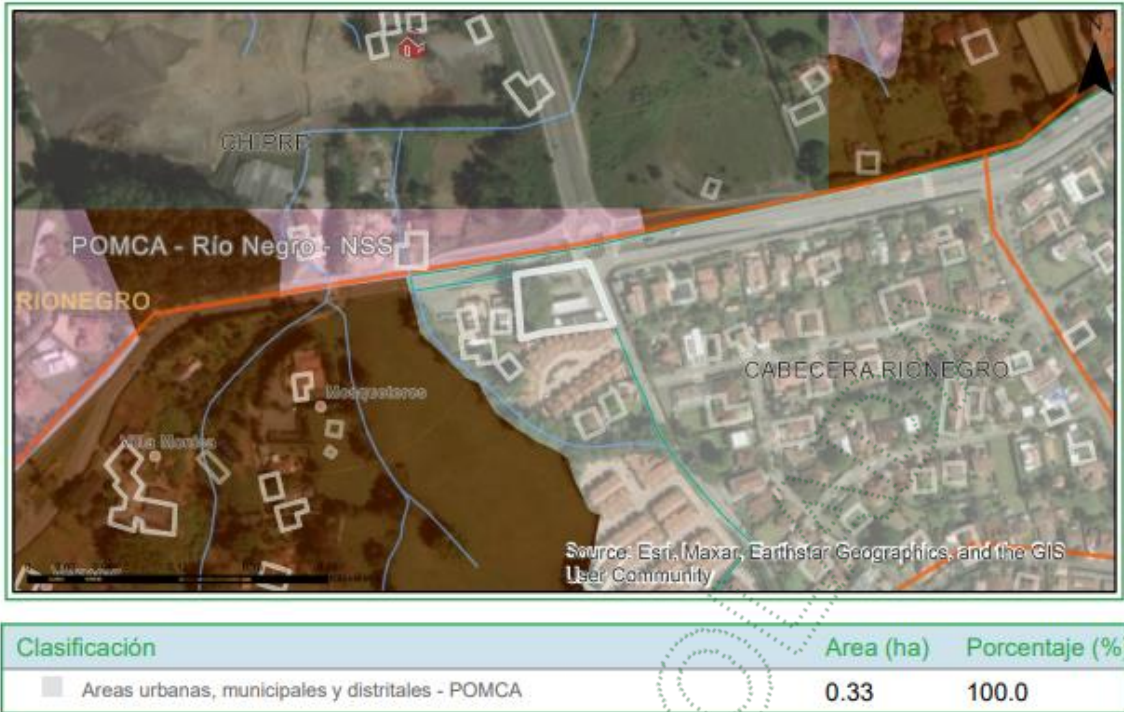 N
CHIPRE
POMCA - Río Negro - NSS
RIONEGRO
CABECERA RIONEGRO
Mosqueteros
Villa Monica
Source: Esri, Maxar, Earthstar Geographics, and the GIS
User Community
Clasificación Area (ha) Porcentaje (%
Areas urbanas, municipales y distritales - POMCA 0.33 100.0